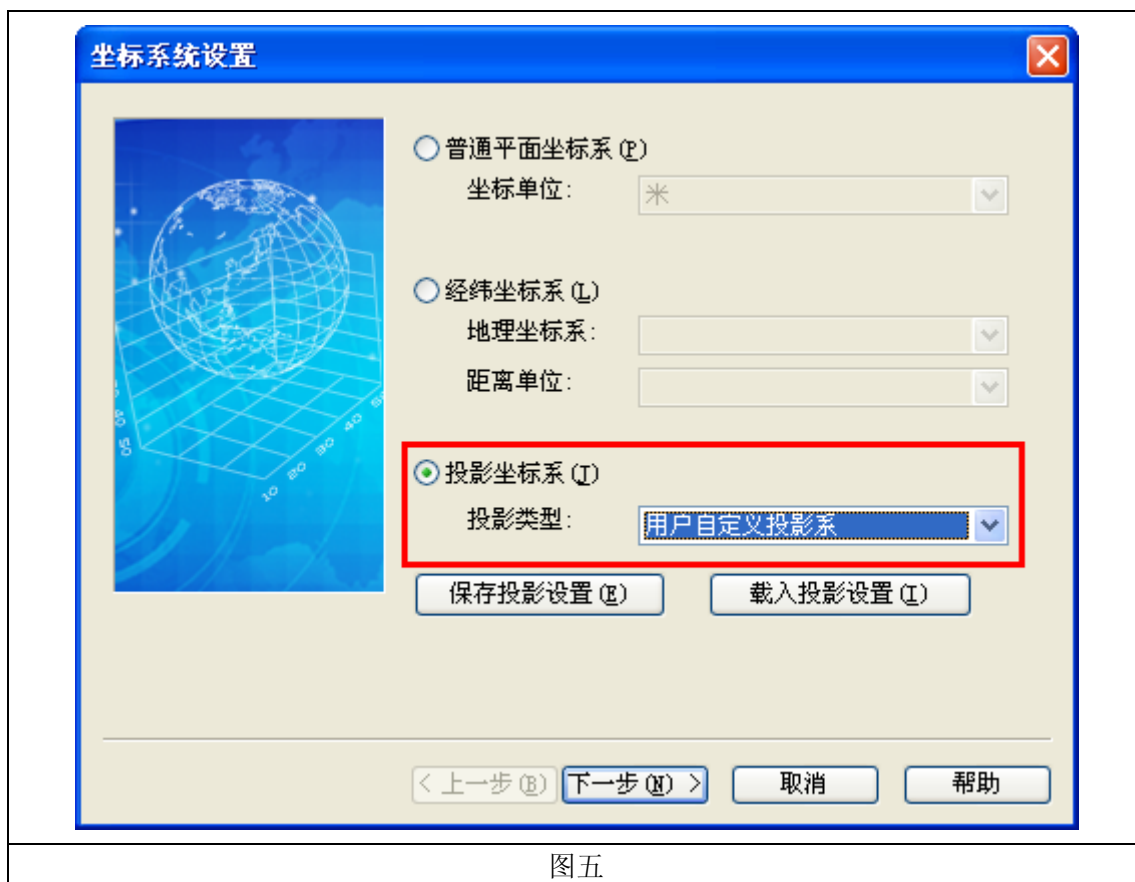 坐标系统设置
普通平面坐标系(P)
坐标单位: 米
经纬坐标系(L)
地理坐标系:
距离单位:
投影坐标系(J)
投影类型: 用户自定义投影系
保存投影设置(E) 载入投影设置(I)
< 上一步(B) 下一步(N) > 取消 帮助
图五